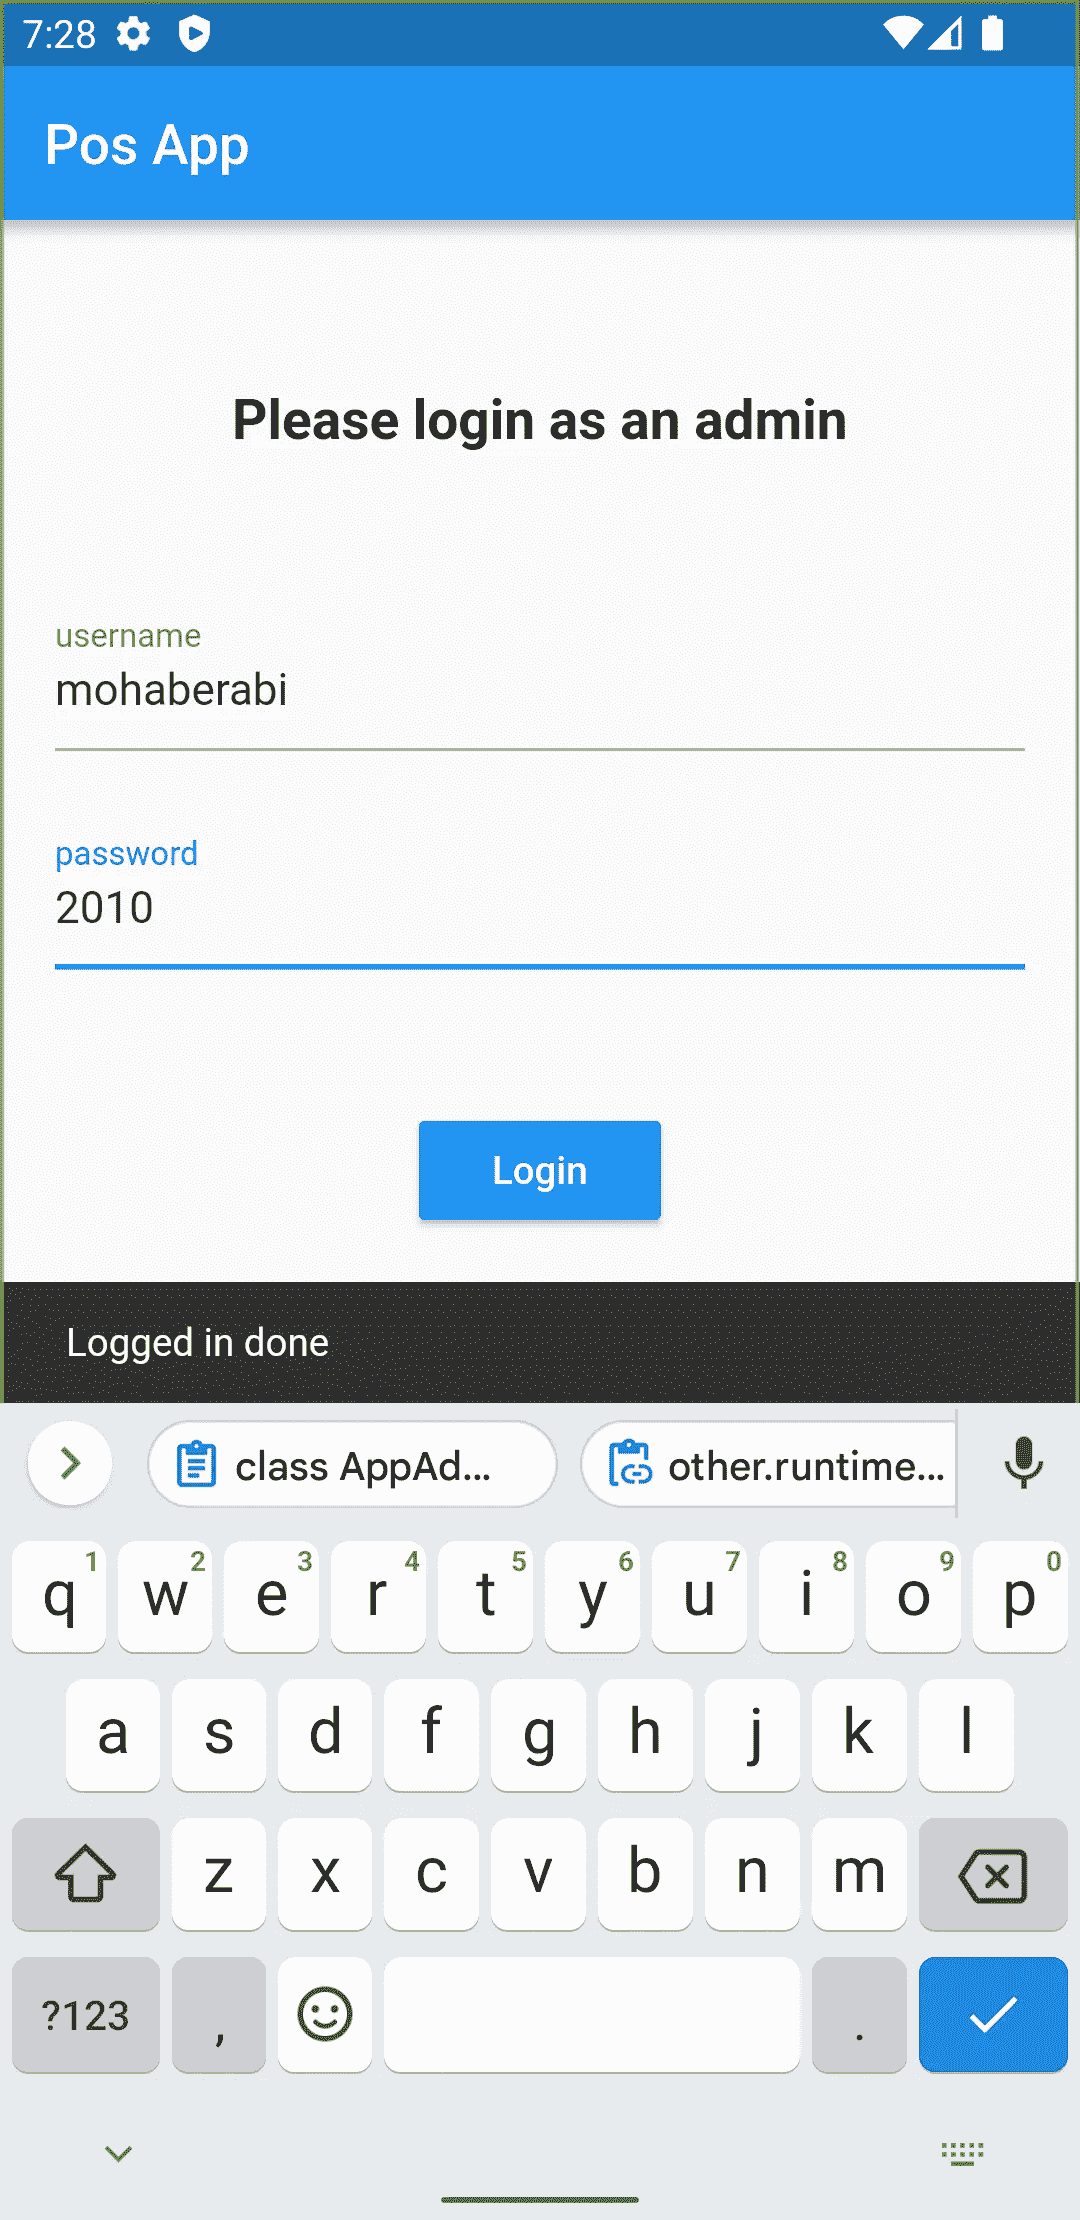 7:28
Pos App
Please login as an admin
username
mohaberabi
password
2010
Login
Logged in done
class AppAd... other.runtime...
1 2 3 4 5 6 7 8 9 0
q w e r t y u i o p
a s d f g h j k l
z x c v b n m
?123 , .